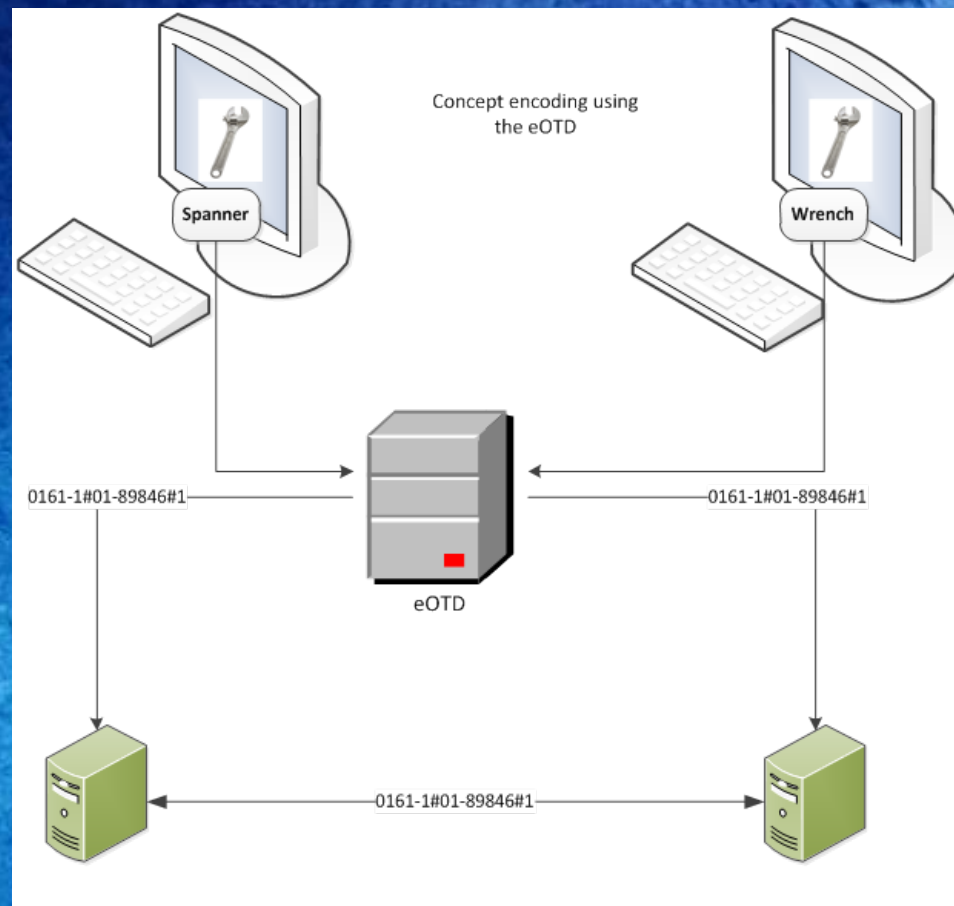 Concept encoding using
the eOTD
Spanner
Wrench
0161-1#01-89846#1
0161-1#01-89846#1
eOTD
0161-1#01-89846#1